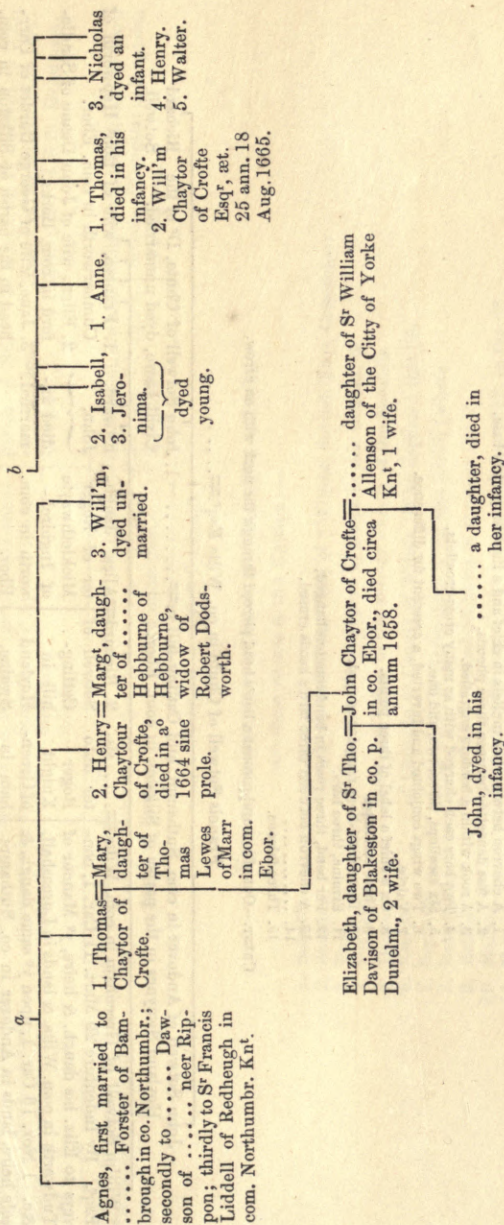 a
b
Agnes, first married to
...... Forster of Bam-
brough in co. Northumbr.;
secondly to ...... Daw-
son of ...... neer Rip-
pon; thirdly to Sʳ Francis
Liddell of Redheugh in
com. Northumbr. Knᵗ.
1. Thomas=Mary,
Chaytor of daugh-
Crofte. ter of
Tho-
mas
Lewes
of Marr
in com.
Ebor.
2. Henry=Margᵗ, daugh-
Chaytour ter of ......
of Crofte, Hebburne of
died in aᵒ Hebburne,
1664 sine widow of
prole. Robert Dods-
worth.
3. Will'm,
dyed un-
married.
2. Isabell,
3. Jero-
nima.
dyed
young.
1. Anne.
1. Thomas,
died in his
infancy.
2. Will'm
Chaytor
of Crofte
Esqʳ, æt.
25 ann. 18
Aug. 1665.
3. Nicholas
dyed an
infant.
4. Henry.
5. Walter.
Elizabeth, daughter of Sʳ Tho.=John Chaytor of Crofte=...... daughter of Sʳ William
Davison of Blakeston in co. p. in co. Ebor., died circa Allenson of the Citty of Yorke
Dunelm., 2 wife. annum 1658. Knᵗ, 1 wife.
John, dyed in his
infancy.
...... a daughter, died in
her infancy.